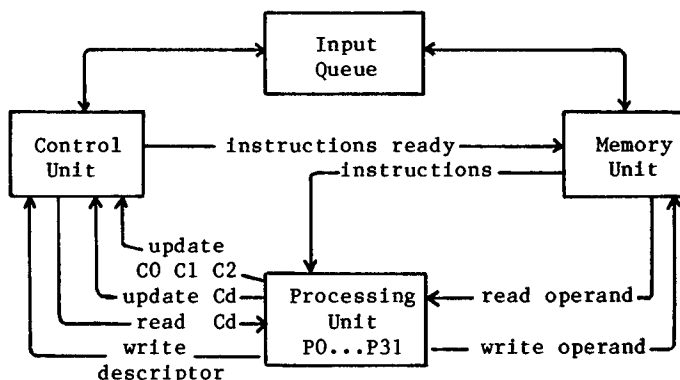 Input
Queue
Control
Unit
instructions ready
Memory
Unit
instructions
update
C0 C1 C2
update Cd
read Cd
write
descriptor
Processing
Unit
P0...P31
read operand
write operand